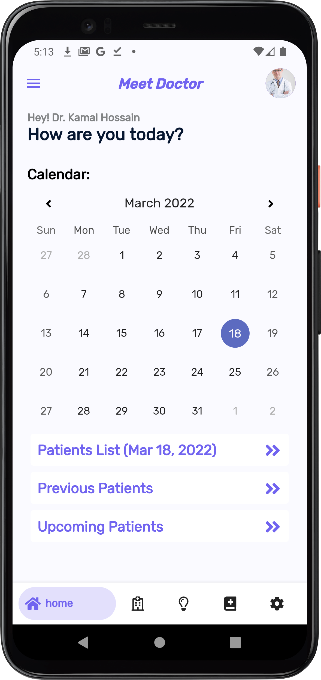 5:13
Meet Doctor
Hey! Dr. Kamal Hossain
How are you today?
Calendar:
March 2022
Sun Mon Tue Wed Thu Fri Sat
27 28 1 2 3 4 5
6 7 8 9 10 11 12
13 14 15 16 17 18 19
20 21 22 23 24 25 26
27 28 29 30 31 1 2
Patients List (Mar 18, 2022)
Previous Patients
Upcoming Patients
home